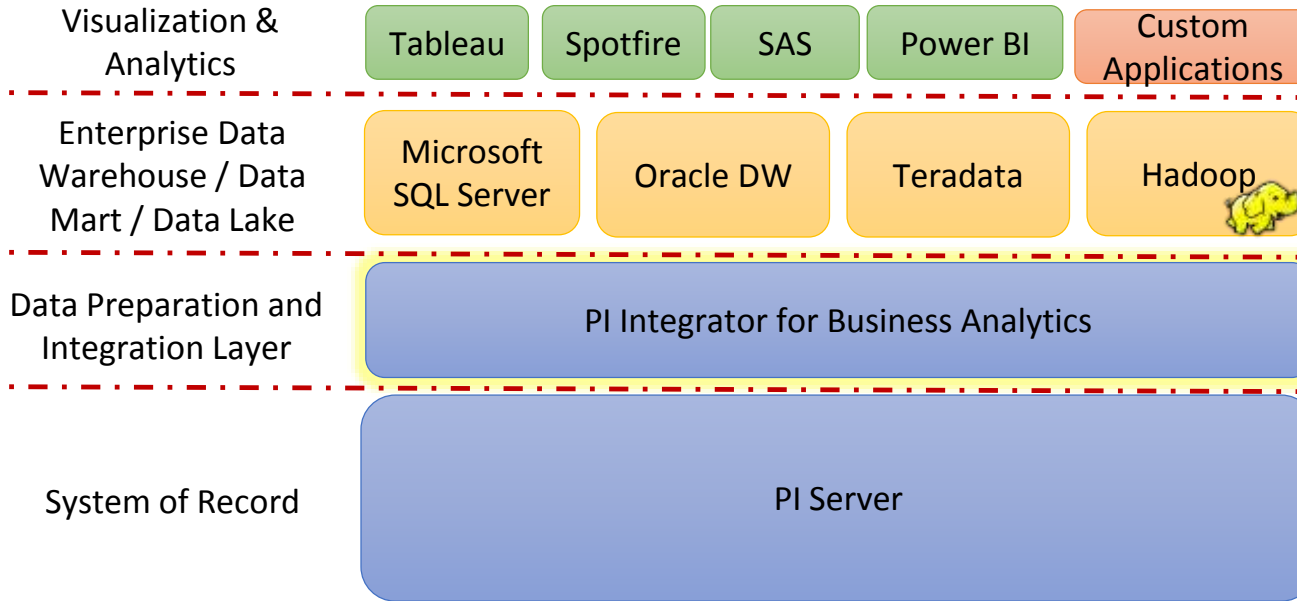 Visualization &
Analytics
Tableau
Spotfire
SAS
Power BI
Custom
Applications
Enterprise Data
Warehouse / Data
Mart / Data Lake
Microsoft
SQL Server
Oracle DW
Teradata
Hadoop
Data Preparation and
Integration Layer
PI Integrator for Business Analytics
System of Record
PI Server